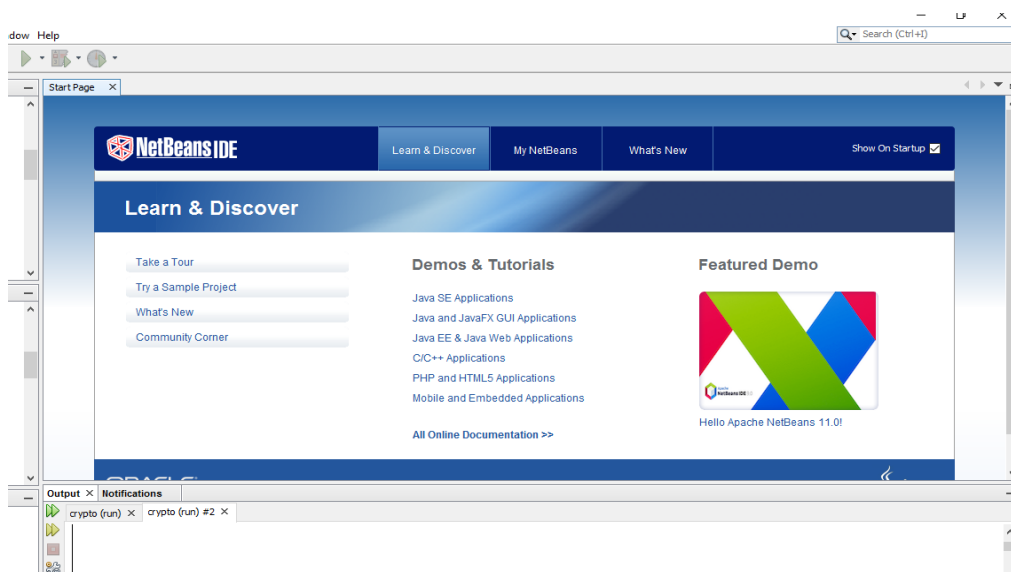 dow Help
Search (Ctrl+I)
Start Page
NetBeans IDE
Learn & Discover
My NetBeans
What's New
Show On Startup
Learn & Discover
Take a Tour
Try a Sample Project
What's New
Community Corner
Demos & Tutorials
Java SE Applications
Java and JavaFX GUI Applications
Java EE & Java Web Applications
C/C++ Applications
PHP and HTML5 Applications
Mobile and Embedded Applications
All Online Documentation >>
Featured Demo
NetBeans IDE
Hello Apache NetBeans 11.0!
ORACLE
Output
Notifications
crypto (run)
crypto (run) #2